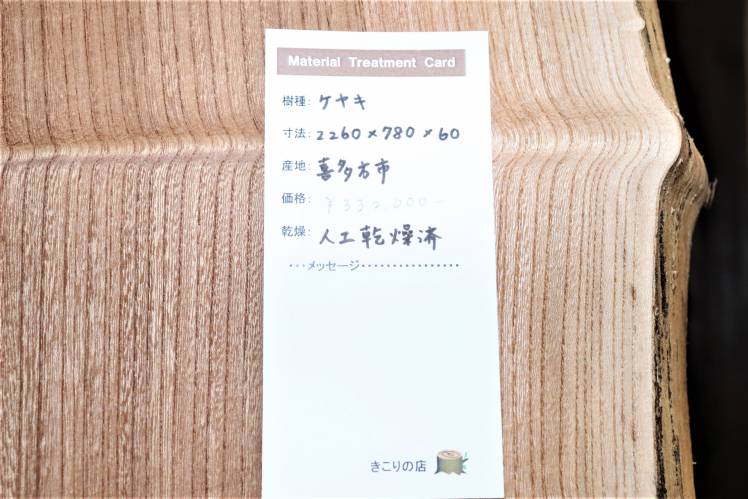 Material Treatment Card
樹種: ケヤキ
寸法: 2260×780×60
産地: 喜多方市
価格: ¥332,000-
乾燥: 人工乾燥済
…メッセージ………………
きこりの店